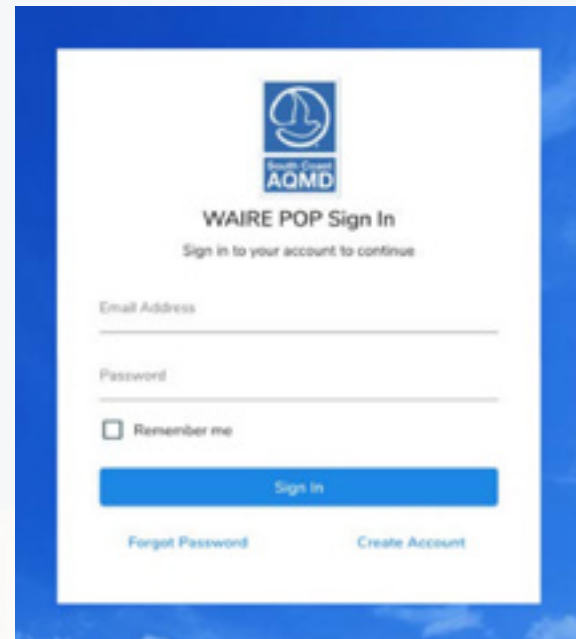 South Coast
AQMD
WAIRE POP Sign In
Sign in to your account to continue
Email Address
Password
Remember me
Sign In
Forgot Password
Create Account